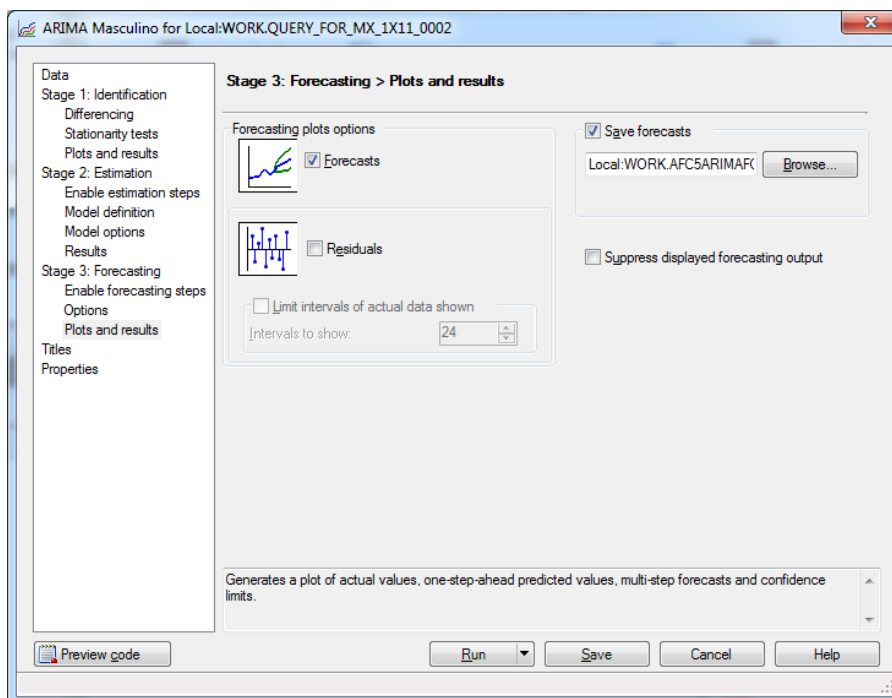 ARIMA Masculino for Local:WORK.QUERY_FOR_MX_1X11_0002
Data
Stage 1: Identification
Differencing
Stationarity tests
Plots and results
Stage 2: Estimation
Enable estimation steps
Model definition
Model options
Results
Stage 3: Forecasting
Enable forecasting steps
Options
Plots and results
Titles
Properties
Stage 3: Forecasting > Plots and results
Forecasting plots options
Forecasts
Residuals
Limit intervals of actual data shown
Intervals to show:
24
Save forecasts
Local:WORK.AFC5ARIMAF
Browse...
Suppress displayed forecasting output
Generates a plot of actual values, one-step-ahead predicted values, multi-step forecasts and confidence
limits.
Preview code
Run
Save
Cancel
Help